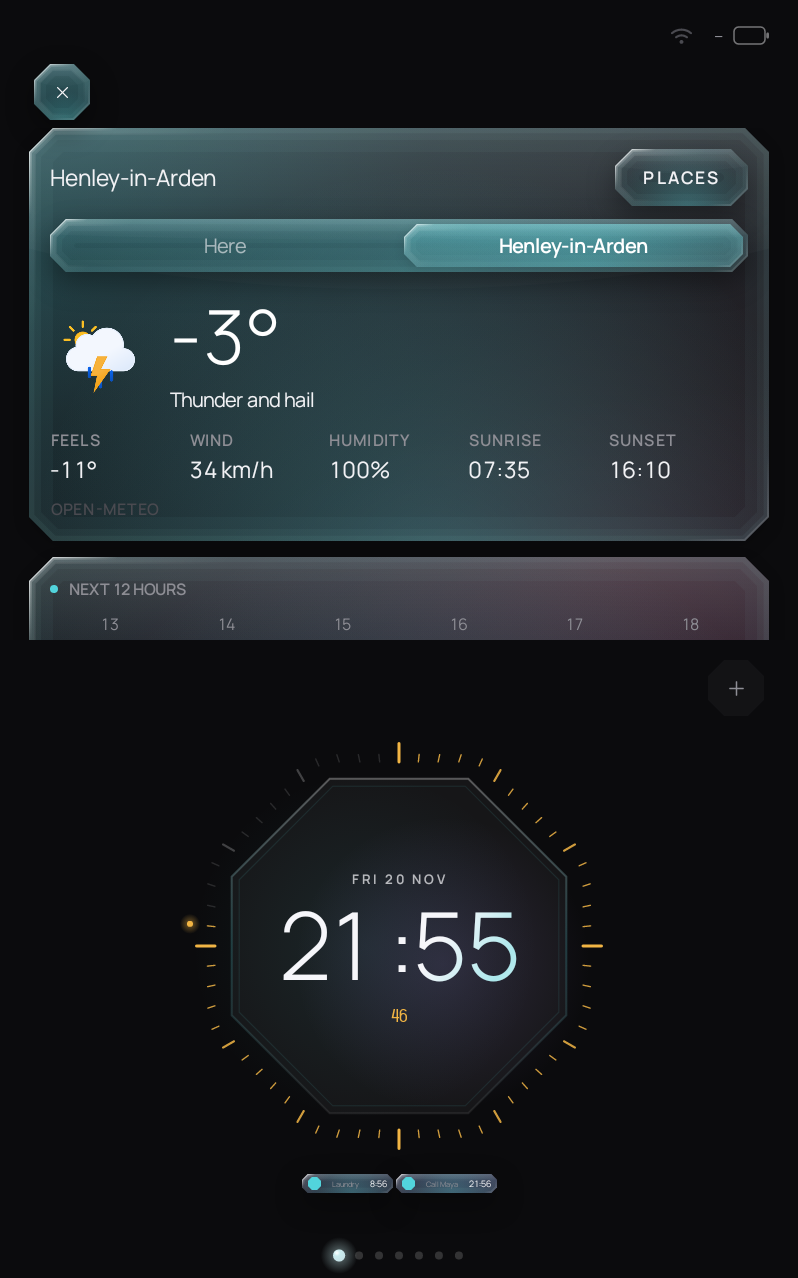 Henley-in-Arden
PLACES
Here
Henley-in-Arden
-3°
Thunder and hail
FEELS WIND HUMIDITY SUNRISE SUNSET
-11° 34 km/h 100% 07:35 16:10
OPEN-METEO
NEXT 12 HOURS
13 14 15 16 17 18
FRI 20 NOV
21:55
46
Laundry 8:56 Call Maya 21:56